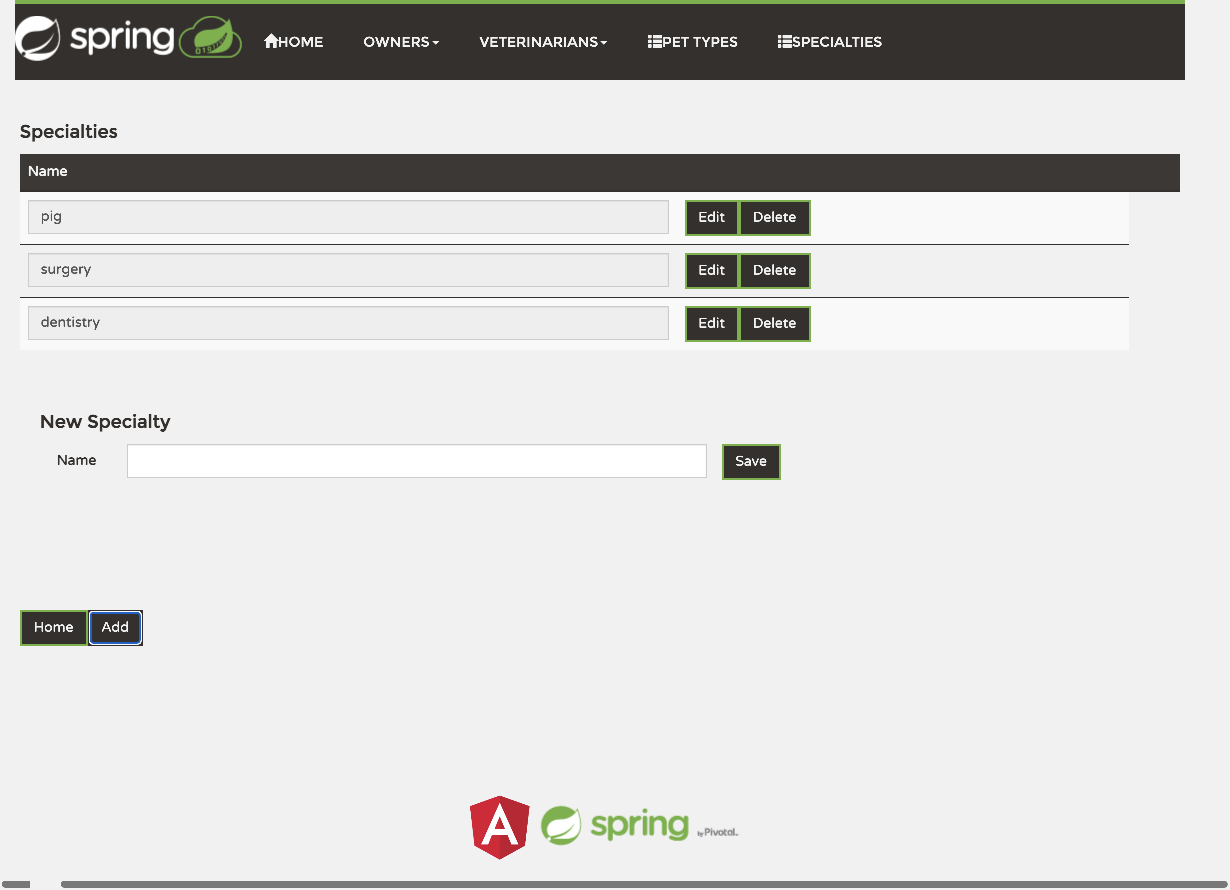 spring HOME OWNERS VETERINARIANS PET TYPES SPECIALTIES
Specialties
Name
pig Edit Delete
surgery Edit Delete
dentistry Edit Delete
New Specialty
Name Save
Home Add
spring by Pivotal.